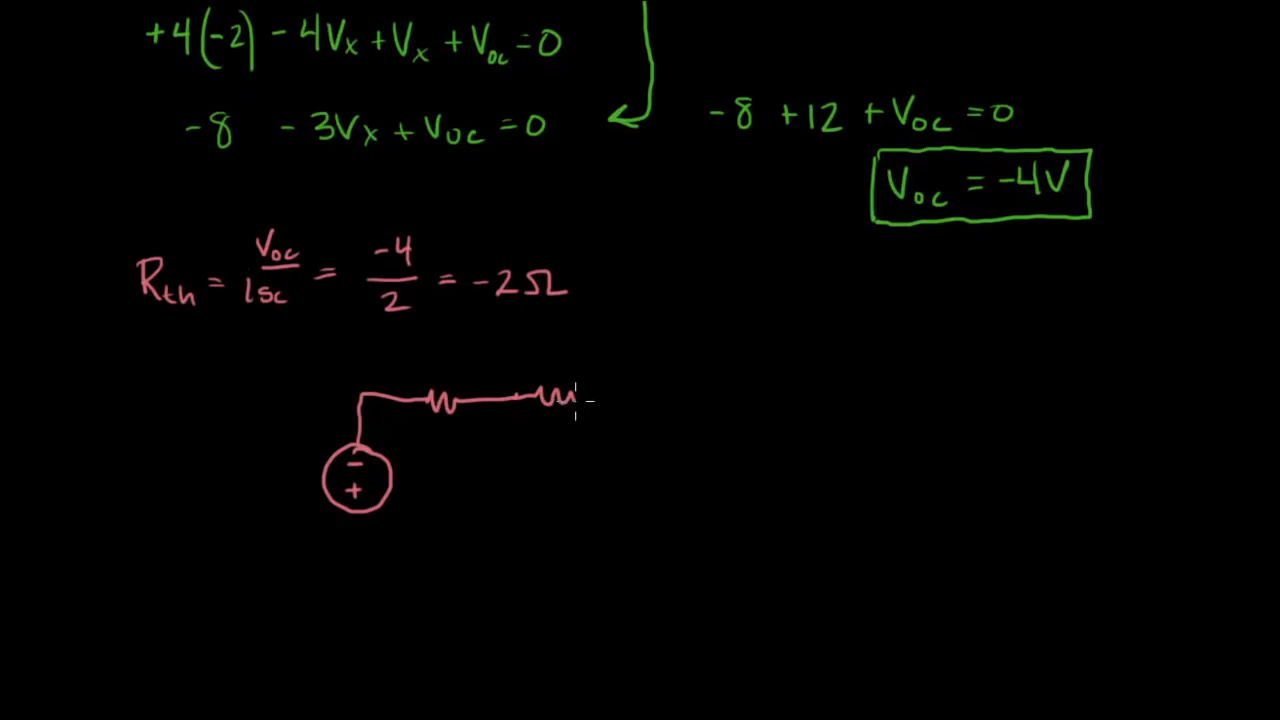 +4(-2) - 4Vx + Vx + Voc = 0
-8 - 3Vx + Voc = 0
-8 + 12 + Voc = 0
Voc = -4V
Rth = Voc/isc = -4/2 = -2Ω
-
+